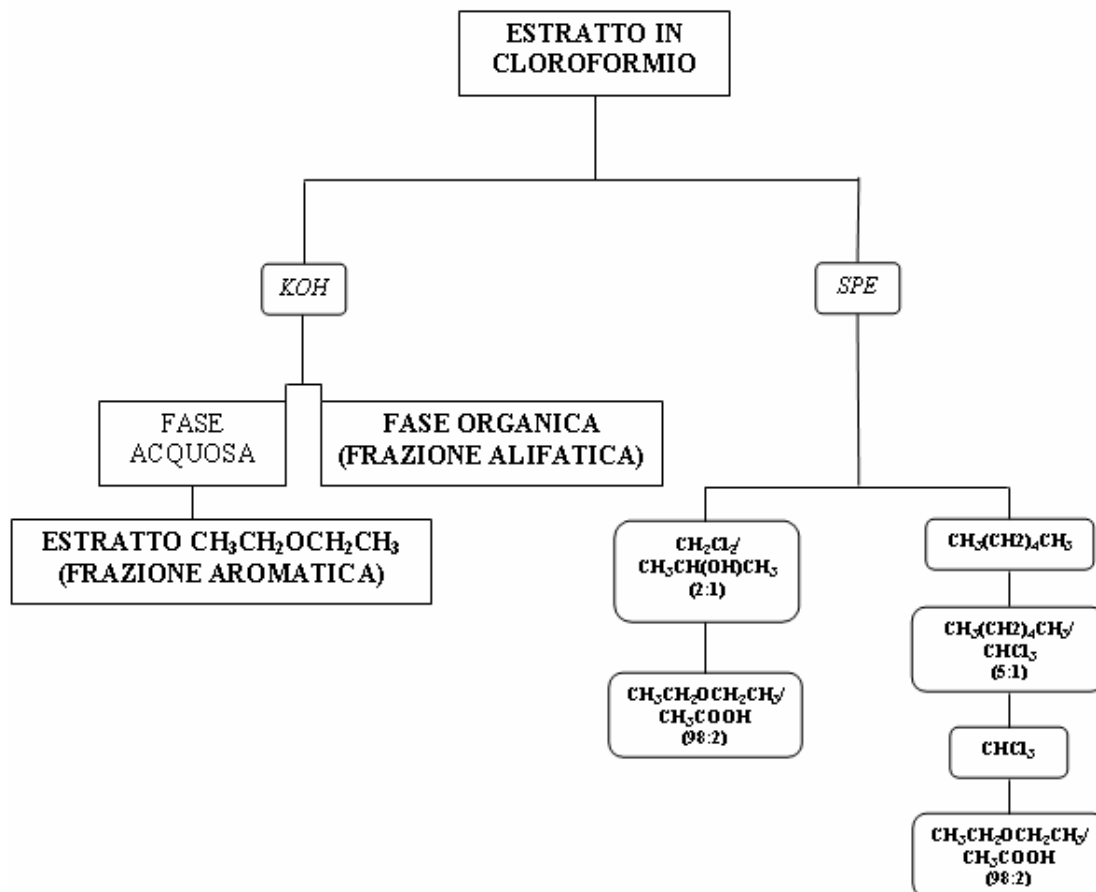 ESTRATTO IN
CLOROFORMIO
KOH
SPE
FASE
ACQUOSA
FASE ORGANICA
(FRAZIONE ALIFATICA)
ESTRATTO CH₃CH₂OCH₂CH₃
(FRAZIONE AROMATICA)
CH₂Cl₂/
CH₃CH(OH)CH₃
(2:1)
CH₃CH₂OCH₂CH₃/
CH₃COOH
(98:2)
CH₃(CH2)₄CH₃
CH₃(CH2)₄CH₃/
CHCl₃
(5:1)
CHCl₃
CH₃CH₂OCH₂CH₃/
CH₃COOH
(98:2)